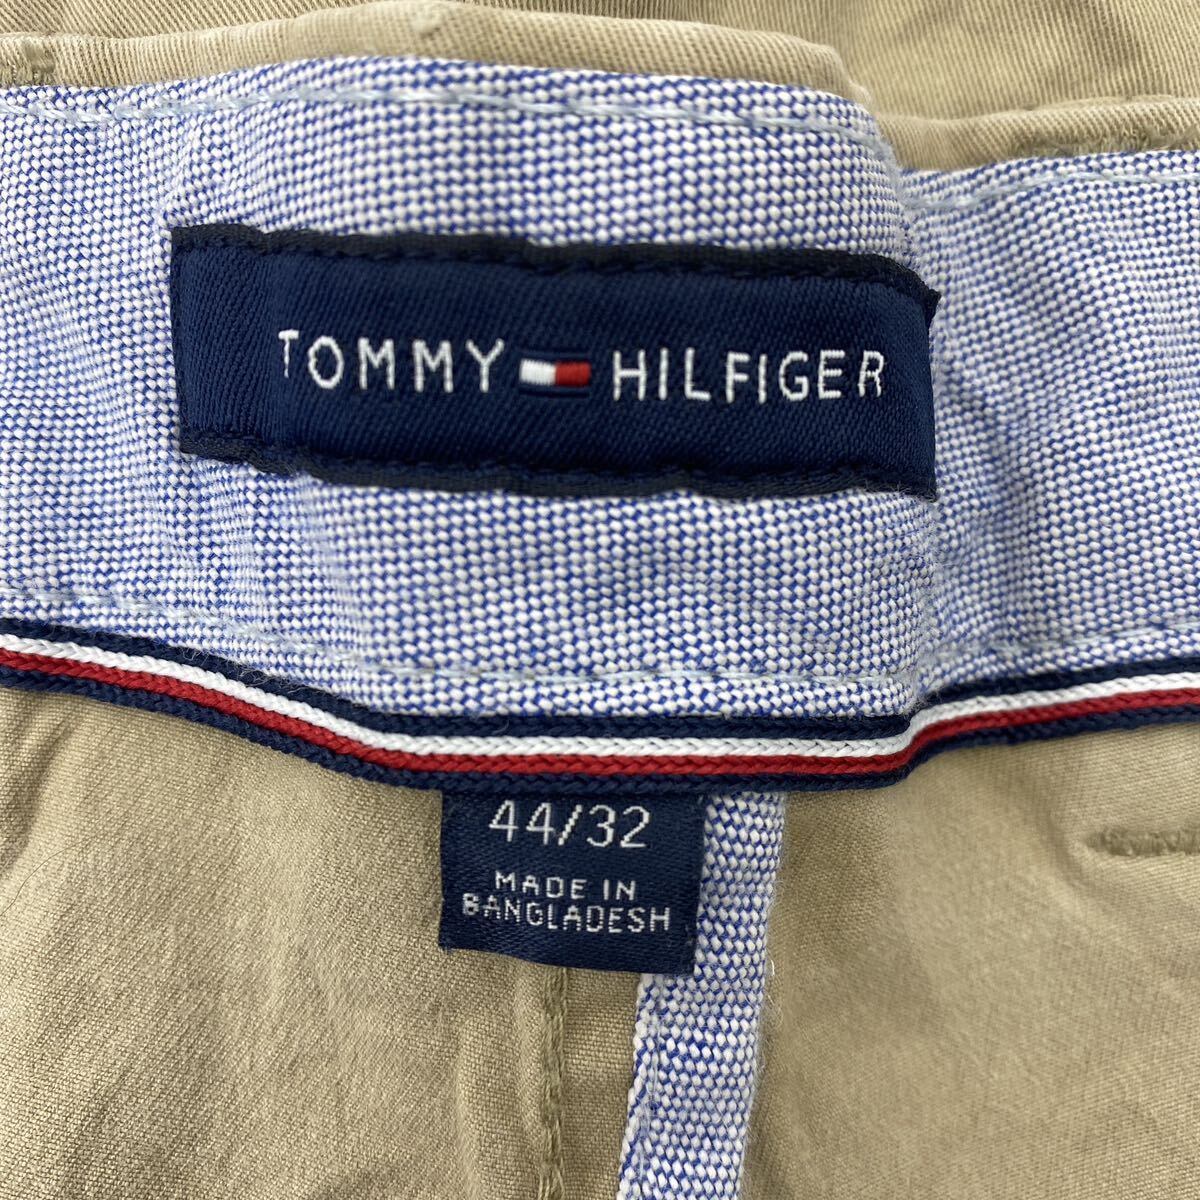 TOMMY HILFIGER
44/32
MADE IN
BANGLADESH